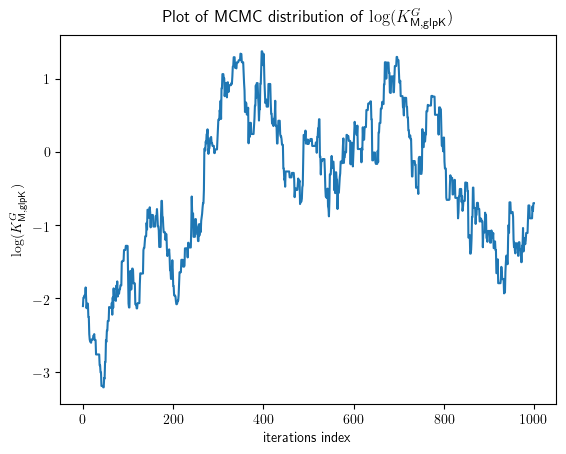 Plot of MCMC distribution of log(K^G_M,glpK)
log(K^G_M,glpK)
1
0
−1
−2
−3
0 200 400 600 800 1000
iterations index